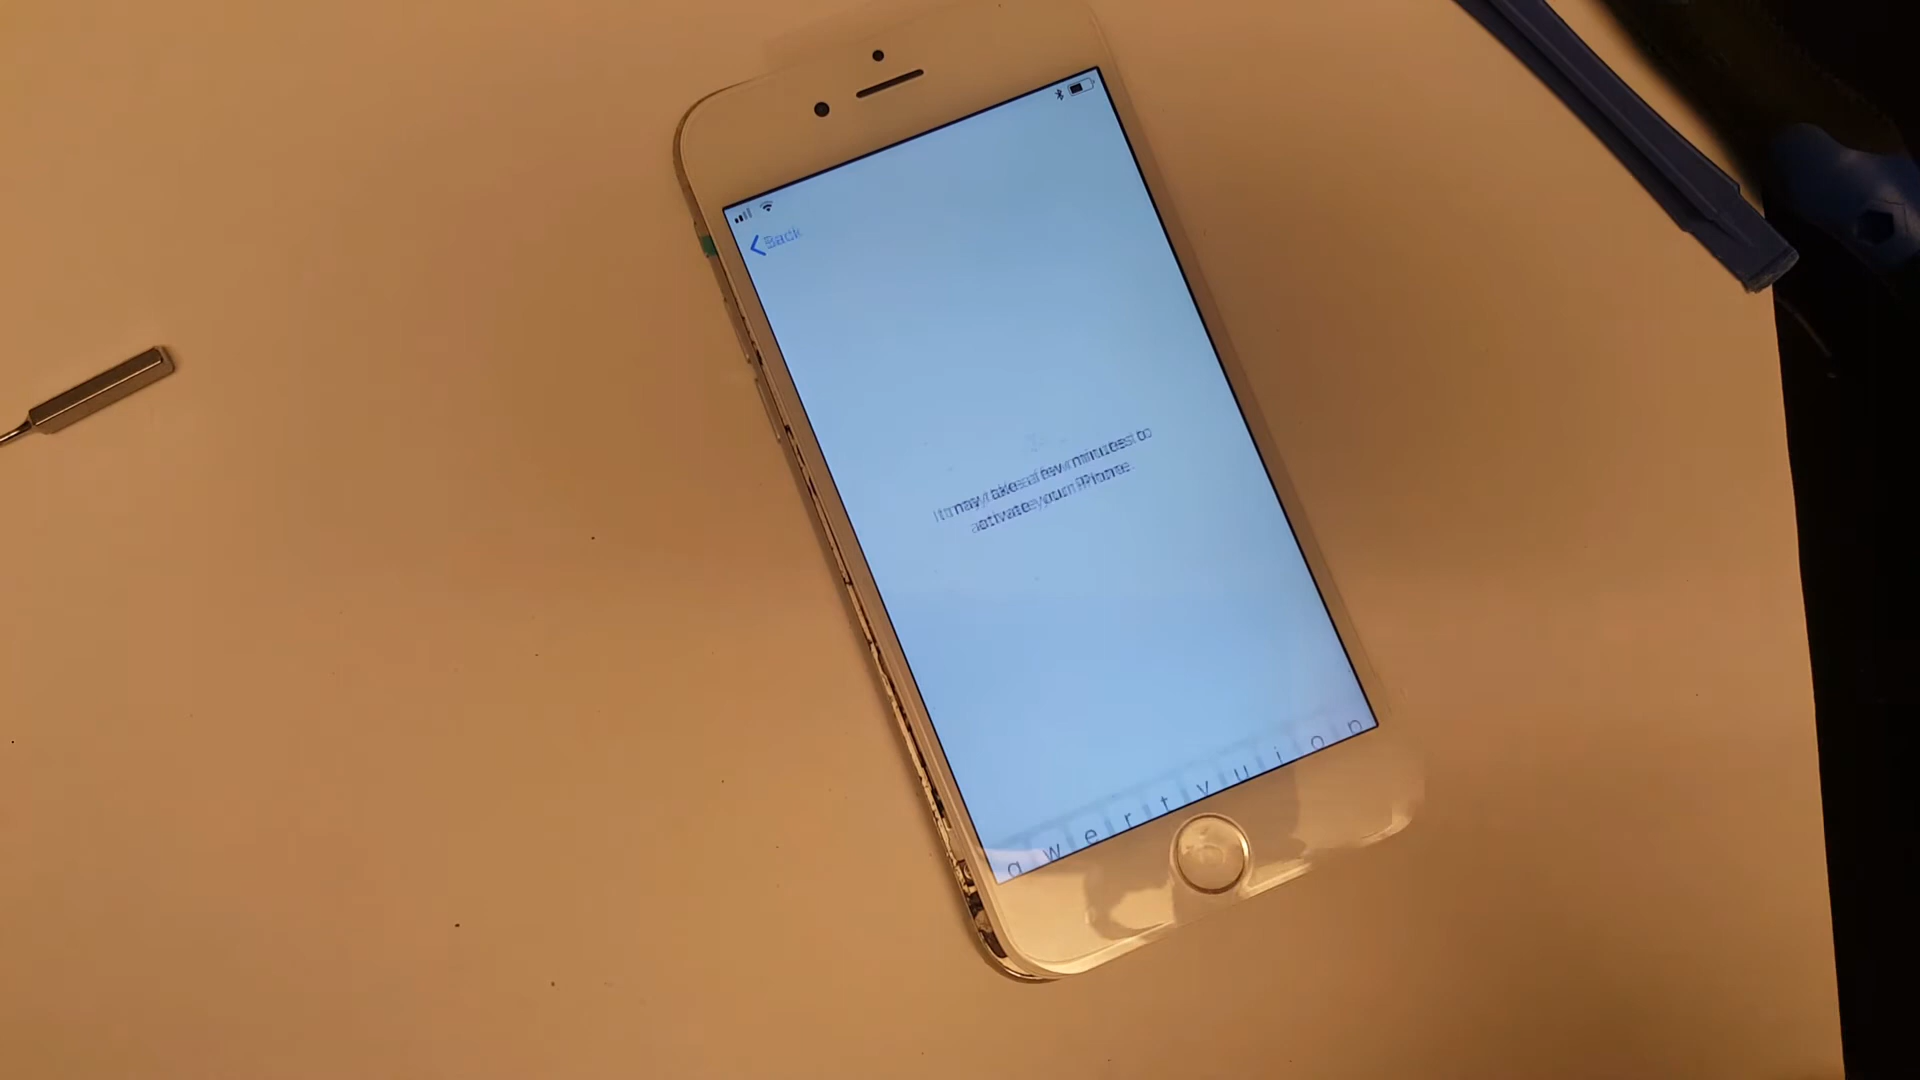 Back
It may take a few minutes to
activate your iPhone.
q w e r t y u i o p